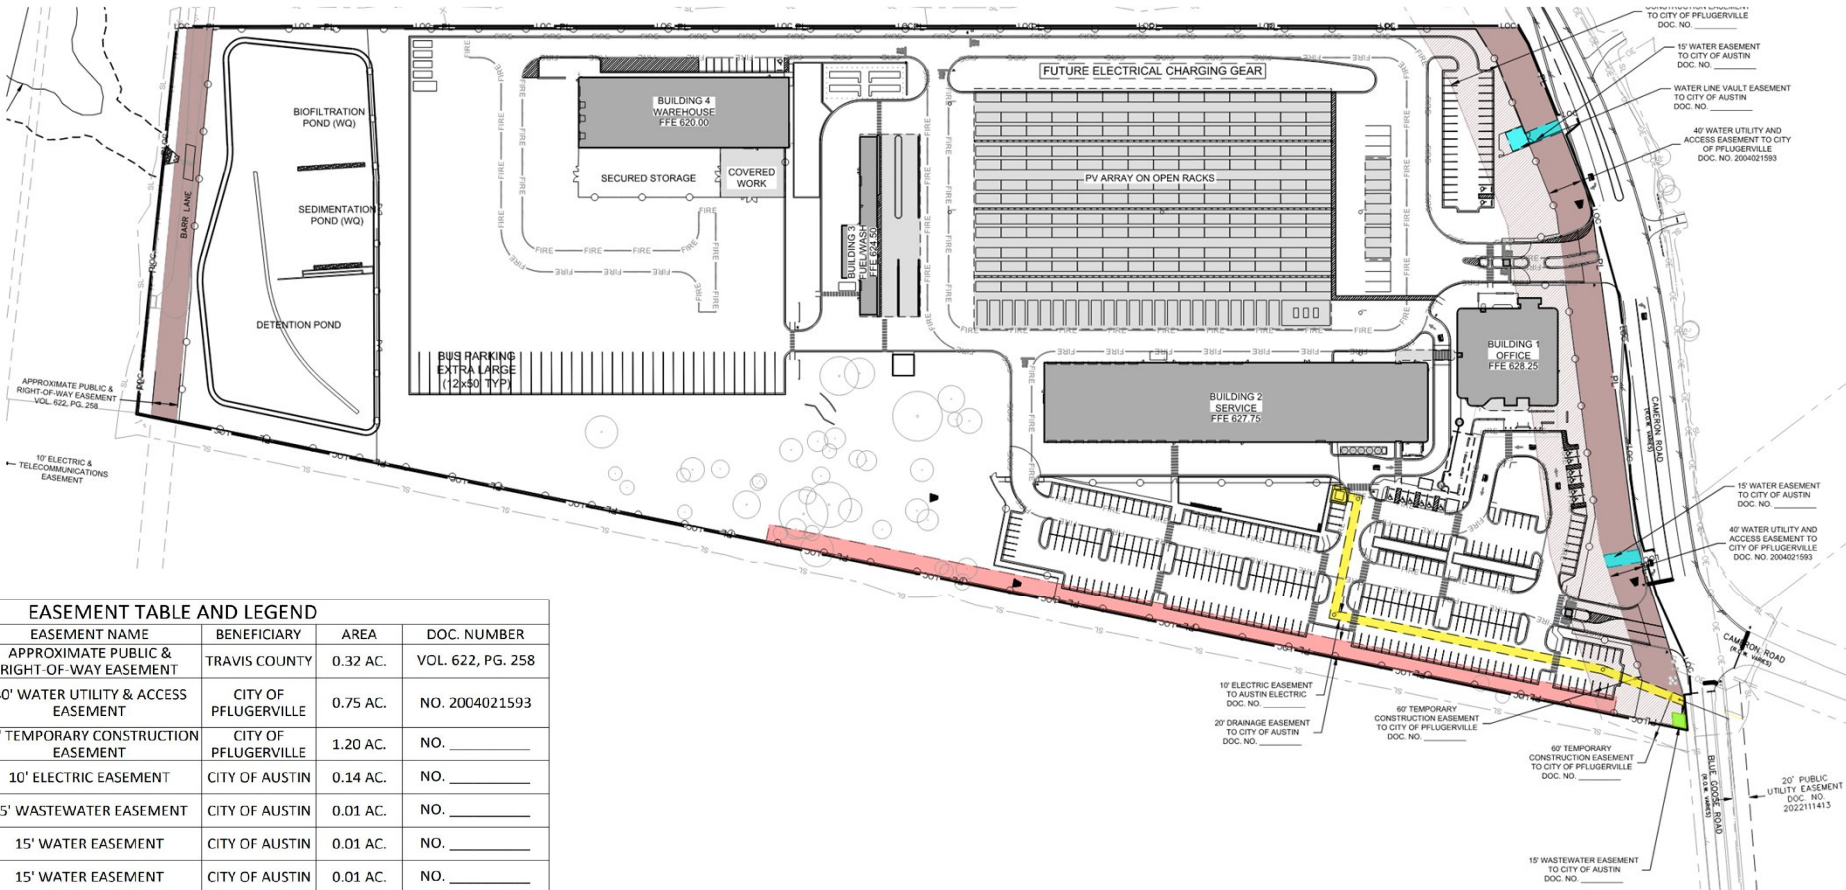 CONSTRUCTION EASEMENT
TO CITY OF PFLUGERVILLE
DOC. NO.
15' WATER EASEMENT
TO CITY OF AUSTIN
DOC. NO.
WATER LINE VAULT EASEMENT
TO CITY OF AUSTIN
DOC. NO.
40' WATER UTILITY AND
ACCESS EASEMENT TO CITY
OF PFLUGERVILLE
DOC. NO. 2004021593
FUTURE ELECTRICAL CHARGING GEAR
BUILDING 4
WAREHOUSE
FFE 620.00
BIOFILTRATION
POND (WQ)
SECURED STORAGE
COVERED
WORK
PV ARRAY ON OPEN RACKS
BARR LANE
SEDIMENTATION
POND (WQ)
BUILDING 3
FUEL/WASH
FFE 624.50
DETENTION POND
BUS PARKING
EXTRA LARGE
(12x50' TYP)
BUILDING 1
OFFICE
FFE 628.25
BUILDING 2
SERVICE
FFE 627.75
APPROXIMATE PUBLIC &
RIGHT-OF-WAY EASEMENT
VOL. 622, PG. 258
CAMERON ROAD
(R.O.W. VARIES)
10' ELECTRIC &
TELECOMMUNICATIONS
EASEMENT
15' WATER EASEMENT
TO CITY OF AUSTIN
DOC. NO.
40' WATER UTILITY AND
ACCESS EASEMENT TO
CITY OF PFLUGERVILLE
DOC. NO. 2004021593
CAMERON ROAD
(R.O.W. VARIES)
10' ELECTRIC EASEMENT
TO AUSTIN ELECTRIC
DOC. NO.
20' DRAINAGE EASEMENT
TO CITY OF AUSTIN
DOC. NO.
60' TEMPORARY
CONSTRUCTION EASEMENT
TO CITY OF PFLUGERVILLE
DOC. NO.
60' TEMPORARY
CONSTRUCTION EASEMENT
TO CITY OF PFLUGERVILLE
DOC. NO.
BLUE GOOSE ROAD
(R.O.W. VARIES)
20' PUBLIC
UTILITY EASEMENT
DOC. NO.
2022111413
15' WASTEWATER EASEMENT
TO CITY OF AUSTIN
DOC. NO.
EASEMENT TABLE AND LEGEND
EASEMENT NAME BENEFICIARY AREA DOC. NUMBER
APPROXIMATE PUBLIC &
RIGHT-OF-WAY EASEMENT TRAVIS COUNTY 0.32 AC. VOL. 622, PG. 258
0' WATER UTILITY & ACCESS
EASEMENT CITY OF
PFLUGERVILLE 0.75 AC. NO. 2004021593
' TEMPORARY CONSTRUCTION
EASEMENT CITY OF
PFLUGERVILLE 1.20 AC. NO.
10' ELECTRIC EASEMENT CITY OF AUSTIN 0.14 AC. NO.
5' WASTEWATER EASEMENT CITY OF AUSTIN 0.01 AC. NO.
15' WATER EASEMENT CITY OF AUSTIN 0.01 AC. NO.
15' WATER EASEMENT CITY OF AUSTIN 0.01 AC. NO.